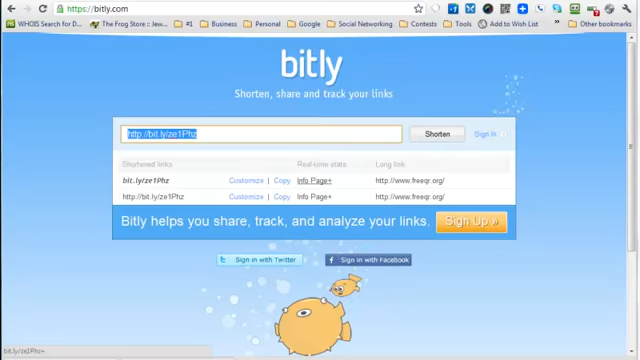 https://bitly.com
WHOIS Search for D...
The Frog Store :: Jew...
#1
Business
Personal
Google
Social Networking
Contests
Tools
Add to Wish List
»
bitly
Shorten, share and track your links
http://bit.ly/ze1Phz
Shorten
Sign In
Shortened links
Real-time stats
Long link
bit.ly/ze1Phz
Customize | Copy
Info Page+
http://www.freeqr.org/
http://bit.ly/ze1Phz
Customize | Copy
Info Page+
http://www.freeqr.org/
Bitly helps you share, track, and analyze your links.
Sign Up »
Sign in with Twitter
Sign in with Facebook
bit.ly/ze1Phz+